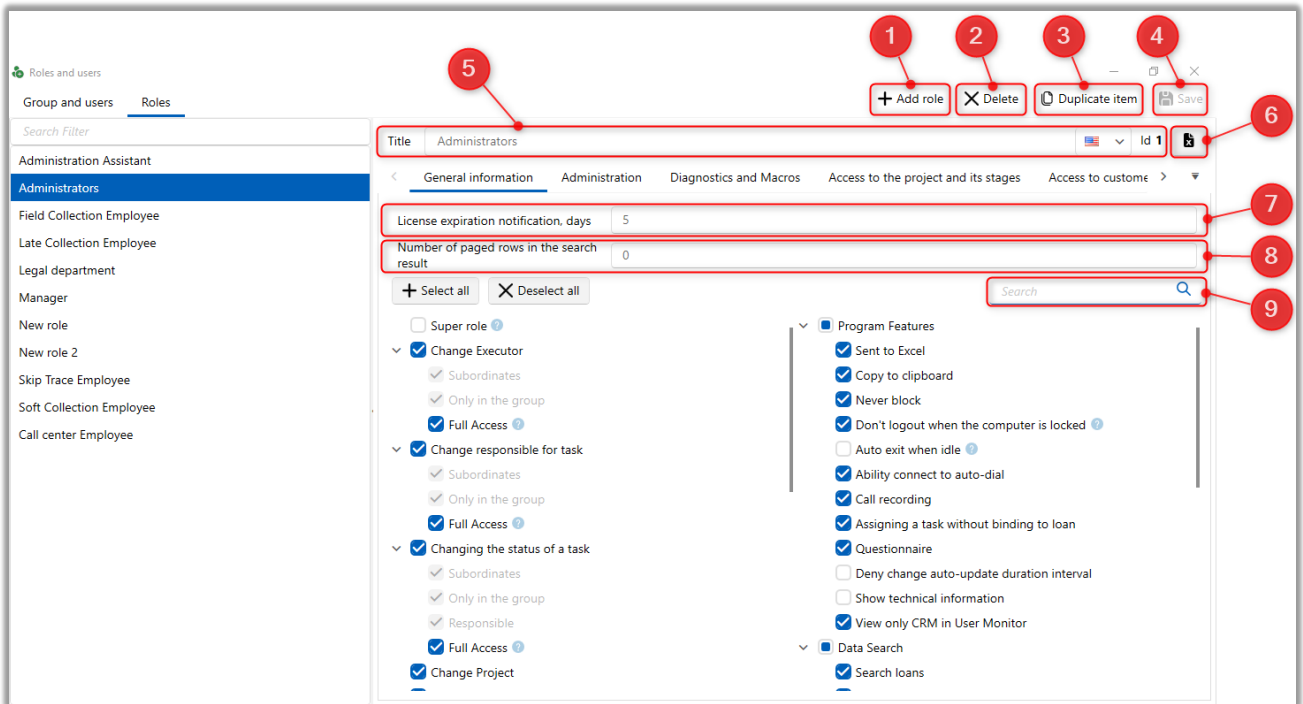 1
2
3
4
5
Roles and users
Group and users
Roles
+ Add role
Delete
Duplicate item
Save
6
Search Filter
Title
Administrators
Id 1
Administration Assistant
Administrators
Field Collection Employee
Late Collection Employee
Legal department
Manager
New role
New role 2
Skip Trace Employee
Soft Collection Employee
Call center Employee
General information
Administration
Diagnostics and Macros
Access to the project and its stages
Access to custome
License expiration notification, days
5
7
Number of paged rows in the search
result
0
8
+ Select all
Deselect all
Search
9
Super role ?
Change Executor
Subordinates
Only in the group
Full Access ?
Change responsible for task
Subordinates
Only in the group
Full Access ?
Changing the status of a task
Subordinates
Only in the group
Responsible
Full Access ?
Change Project
Program Features
Sent to Excel
Copy to clipboard
Never block
Don't logout when the computer is locked ?
Auto exit when idle ?
Ability connect to auto-dial
Call recording
Assigning a task without binding to loan
Questionnaire
Deny change auto-update duration interval
Show technical information
View only CRM in User Monitor
Data Search
Search loans